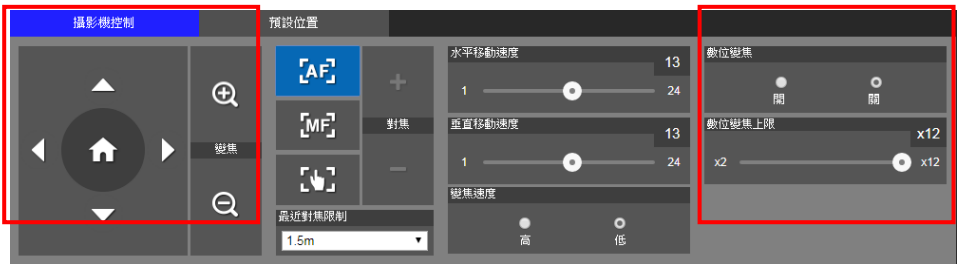 攝影機控制
預設位置
變焦
AF
MF
對焦
最近對焦限制
1.5m
水平移動速度
13
1
24
垂直移動速度
13
1
24
變焦速度
高
低
數位變焦
開
關
數位變焦上限
x12
x2
x12